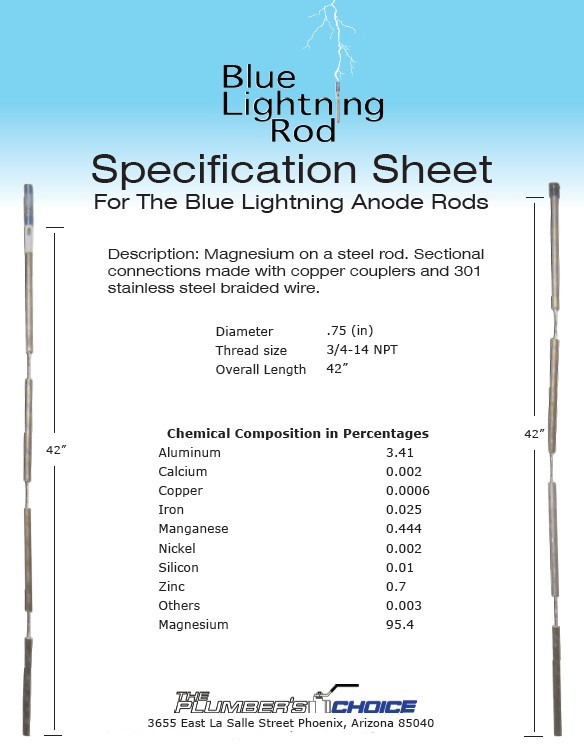 Blue
Lightning
Rod
Specification Sheet
For The Blue Lightning Anode Rods
Description: Magnesium on a steel rod. Sectional
connections made with copper couplers and 301
stainless steel braided wire.
Diameter .75 (in)
Thread size 3/4-14 NPT
Overall Length 42”
42”
42”
Chemical Composition in Percentages
Aluminum 3.41
Calcium 0.002
Copper 0.0006
Iron 0.025
Manganese 0.444
Nickel 0.002
Silicon 0.01
Zinc 0.7
Others 0.003
Magnesium 95.4
THE
PLUMBER'S CHOICE
3655 East La Salle Street Phoenix, Arizona 85040